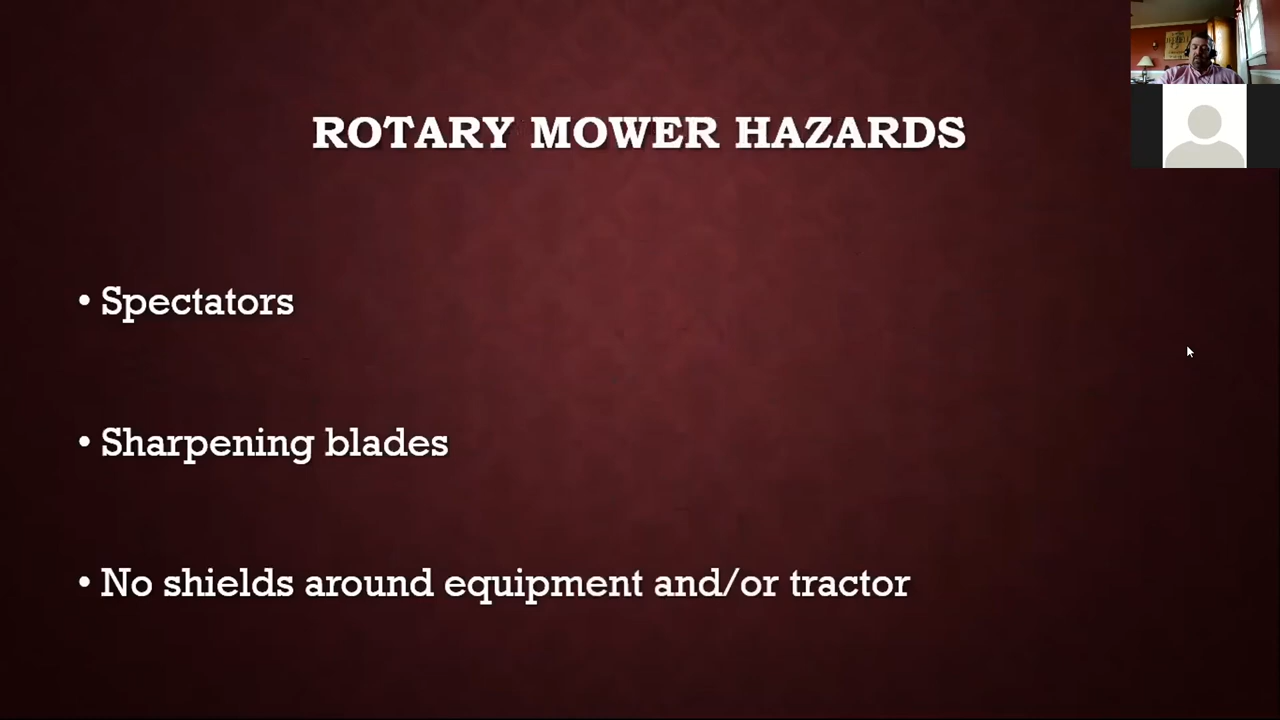 ROTARY MOWER HAZARDS
• Spectators
• Sharpening blades
• No shields around equipment and/or tractor